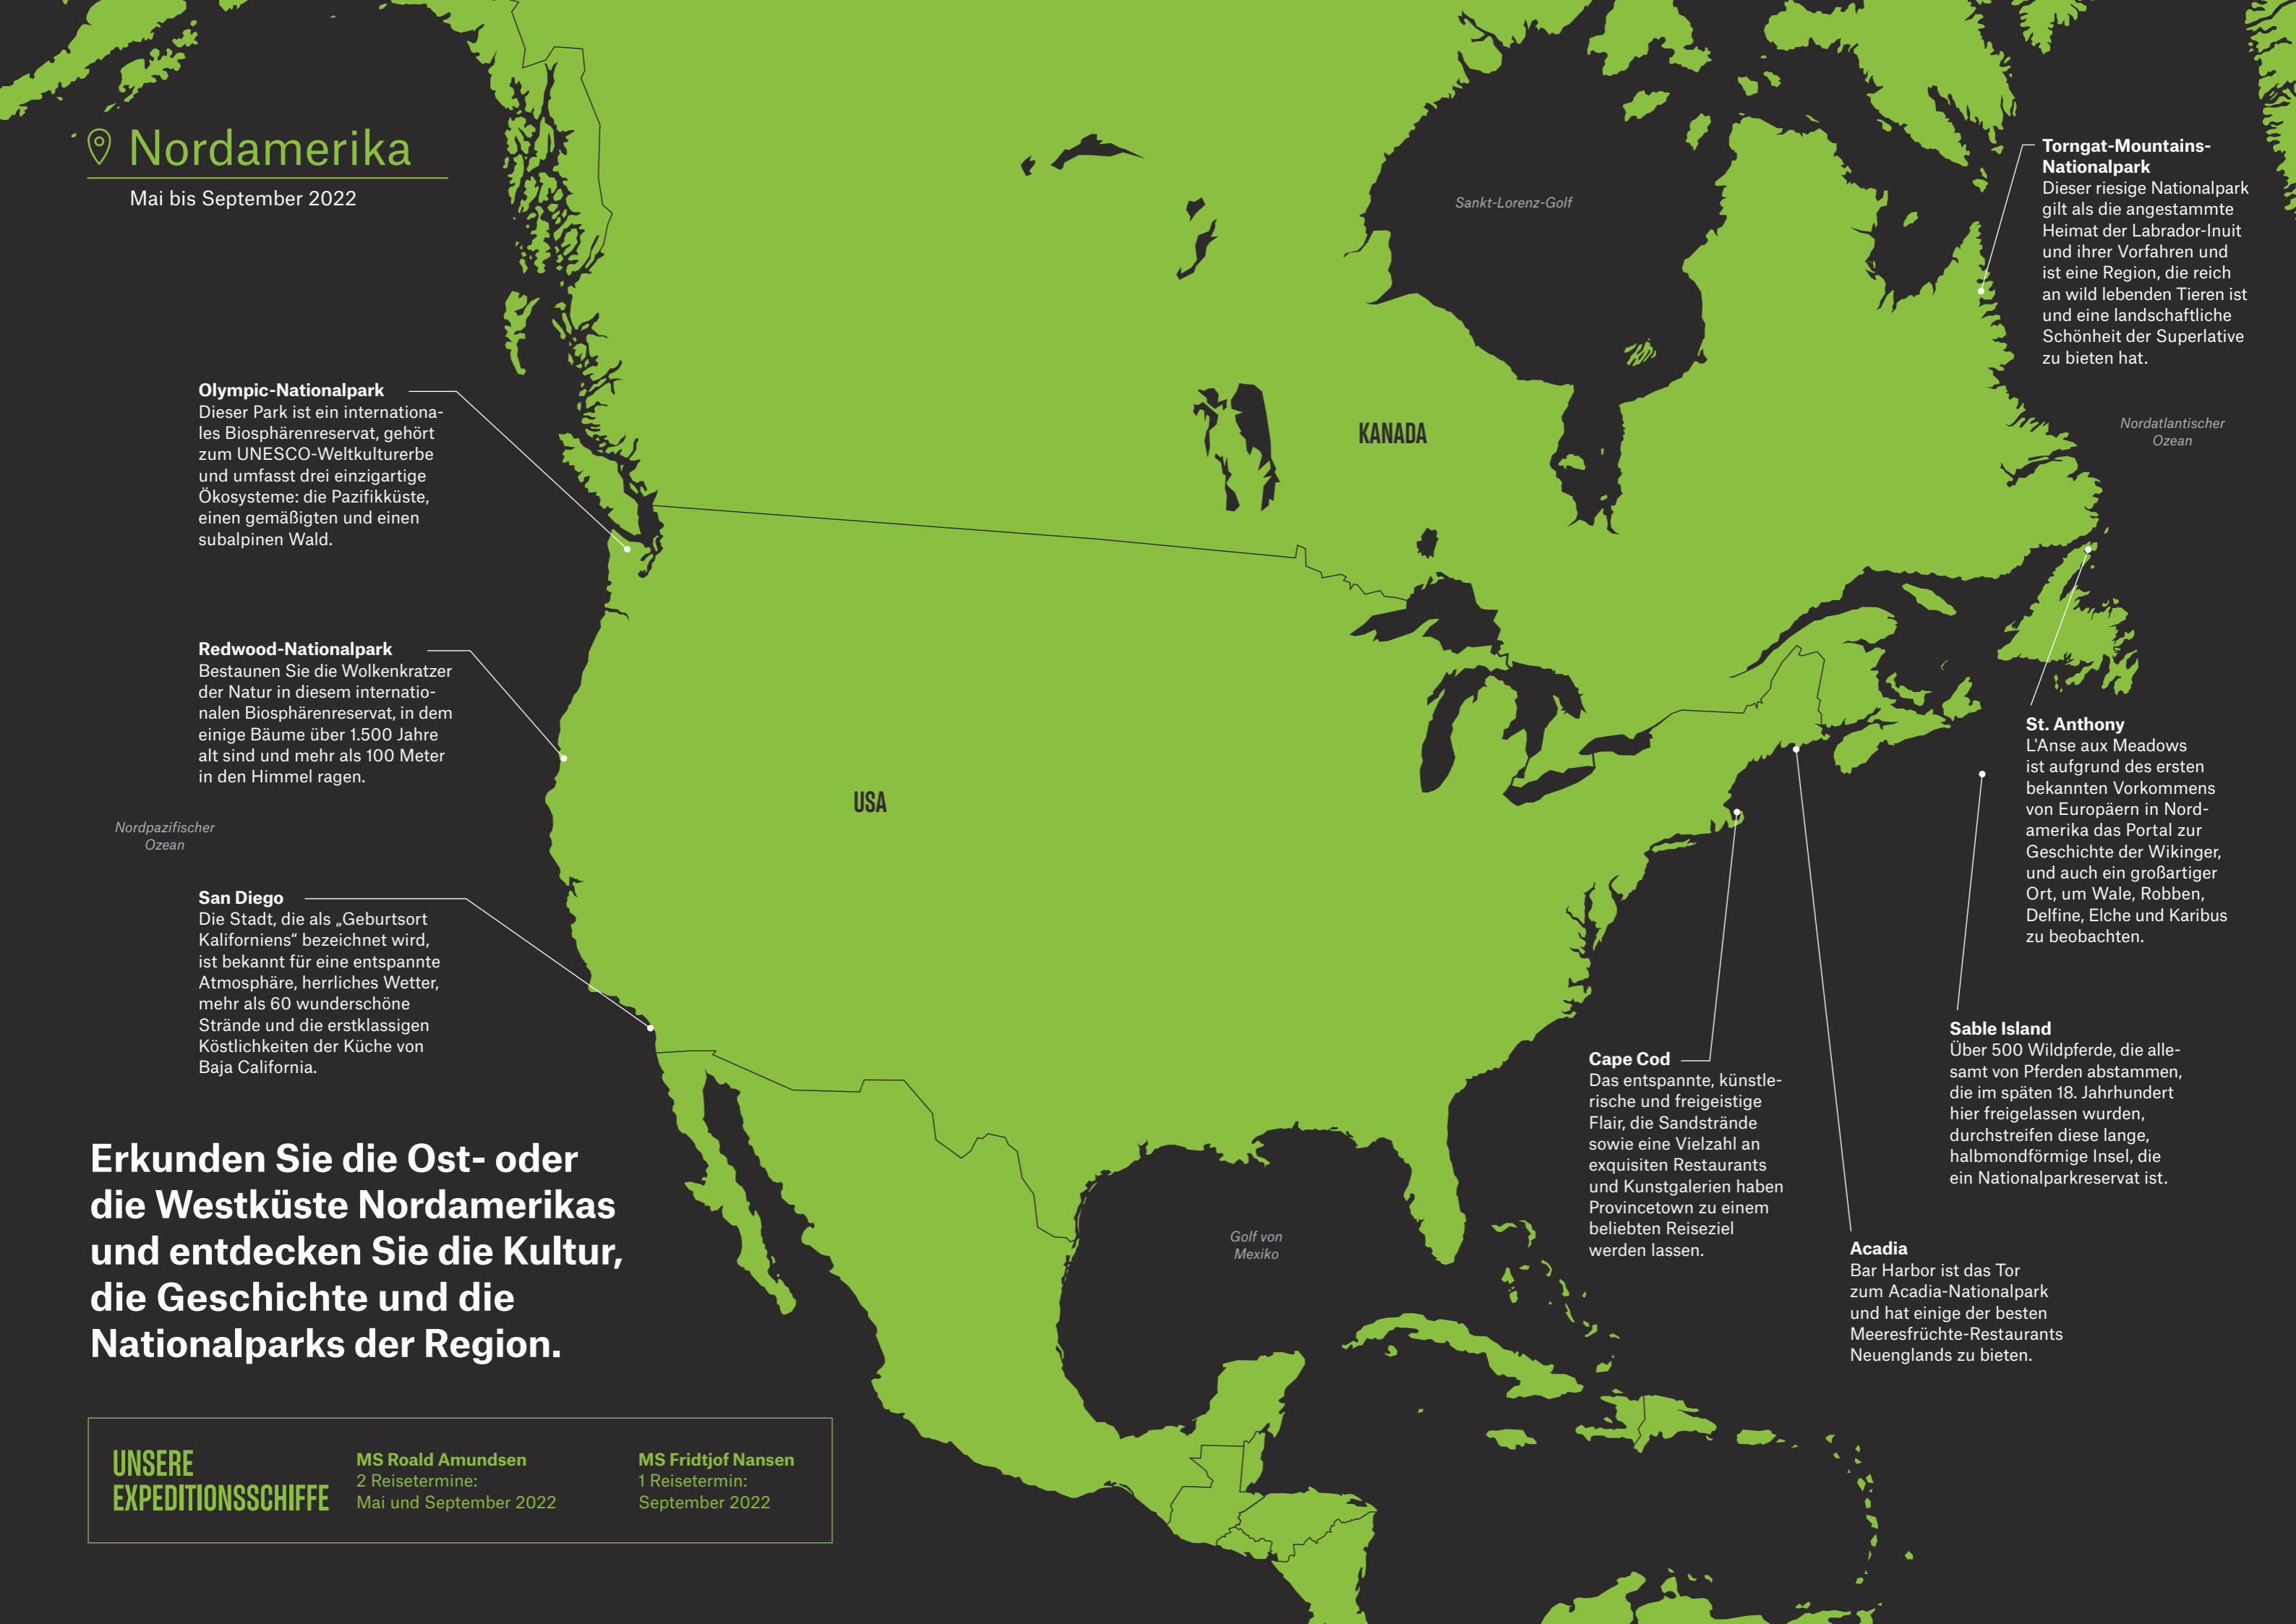 Nordamerika
Mai bis September 2022
Olympic-Nationalpark
Dieser Park ist ein internationa-
les Biosphärenreservat, gehört
zum UNESCO-Weltkulturerbe
und umfasst drei einzigartige
Ökosysteme: die Pazifikküste,
einen gemäßigten und einen
subalpinen Wald.
Redwood-Nationalpark
Bestaunen Sie die Wolkenkratzer
der Natur in diesem internatio-
nalen Biosphärenreservat, in dem
einige Bäume über 1.500 Jahre
alt sind und mehr als 100 Meter
in den Himmel ragen.
Nordpazifischer
Ozean
San Diego
Die Stadt, die als „Geburtsort
Kaliforniens“ bezeichnet wird,
ist bekannt für eine entspannte
Atmosphäre, herrliches Wetter,
mehr als 60 wunderschöne
Strände und die erstklassigen
Köstlichkeiten der Küche von
Baja California.
Erkunden Sie die Ost- oder
die Westküste Nordamerikas
und entdecken Sie die Kultur,
die Geschichte und die
Nationalparks der Region.
UNSERE
EXPEDITIONSSCHIFFE
MS Roald Amundsen
2 Reisetermine:
Mai und September 2022
MS Fridtjof Nansen
1 Reisetermin:
September 2022
Sankt-Lorenz-Golf
KANADA
USA
Golf von
Mexiko
Torngat-Mountains-
Nationalpark
Dieser riesige Nationalpark
gilt als die angestammte
Heimat der Labrador-Inuit
und ihrer Vorfahren und
ist eine Region, die reich
an wild lebenden Tieren ist
und eine landschaftliche
Schönheit der Superlative
zu bieten hat.
Nordatlantischer
Ozean
St. Anthony
L'Anse aux Meadows
ist aufgrund des ersten
bekannten Vorkommens
von Europäern in Nord-
amerika das Portal zur
Geschichte der Wikinger,
und auch ein großartiger
Ort, um Wale, Robben,
Delfine, Elche und Karibus
zu beobachten.
Sable Island
Über 500 Wildpferde, die alle-
samt von Pferden abstammen,
die im späten 18. Jahrhundert
hier freigelassen wurden,
durchstreifen diese lange,
halbmondförmige Insel, die
ein Nationalparkreservat ist.
Cape Cod
Das entspannte, künstle-
rische und freigeistige
Flair, die Sandstrände
sowie eine Vielzahl an
exquisiten Restaurants
und Kunstgalerien haben
Provincetown zu einem
beliebten Reiseziel
werden lassen.
Acadia
Bar Harbor ist das Tor
zum Acadia-Nationalpark
und hat einige der besten
Meeresfrüchte-Restaurants
Neuenglands zu bieten.